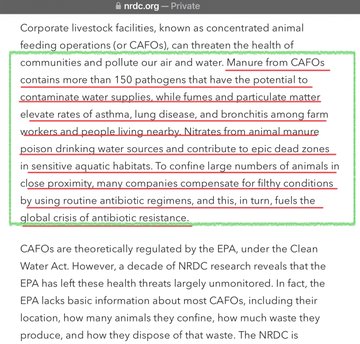 nrdc.org — Private
Corporate livestock facilities, known as concentrated animal
feeding operations (or CAFOs), can threaten the health of
communities and pollute our air and water. Manure from CAFOs
contains more than 150 pathogens that have the potential to
contaminate water supplies, while fumes and particulate matter
elevate rates of asthma, lung disease, and bronchitis among farm
workers and people living nearby. Nitrates from animal manure
poison drinking water sources and contribute to epic dead zones
in sensitive aquatic habitats. To confine large numbers of animals in
close proximity, many companies compensate for filthy conditions
by using routine antibiotic regimens, and this, in turn, fuels the
global crisis of antibiotic resistance.
CAFOs are theoretically regulated by the EPA, under the Clean
Water Act. However, a decade of NRDC research reveals that the
EPA has left these health threats largely unmonitored. In fact, the
EPA lacks basic information about most CAFOs, including their
location, how many animals they confine, how much waste they
produce, and how they dispose of that waste. The NRDC is